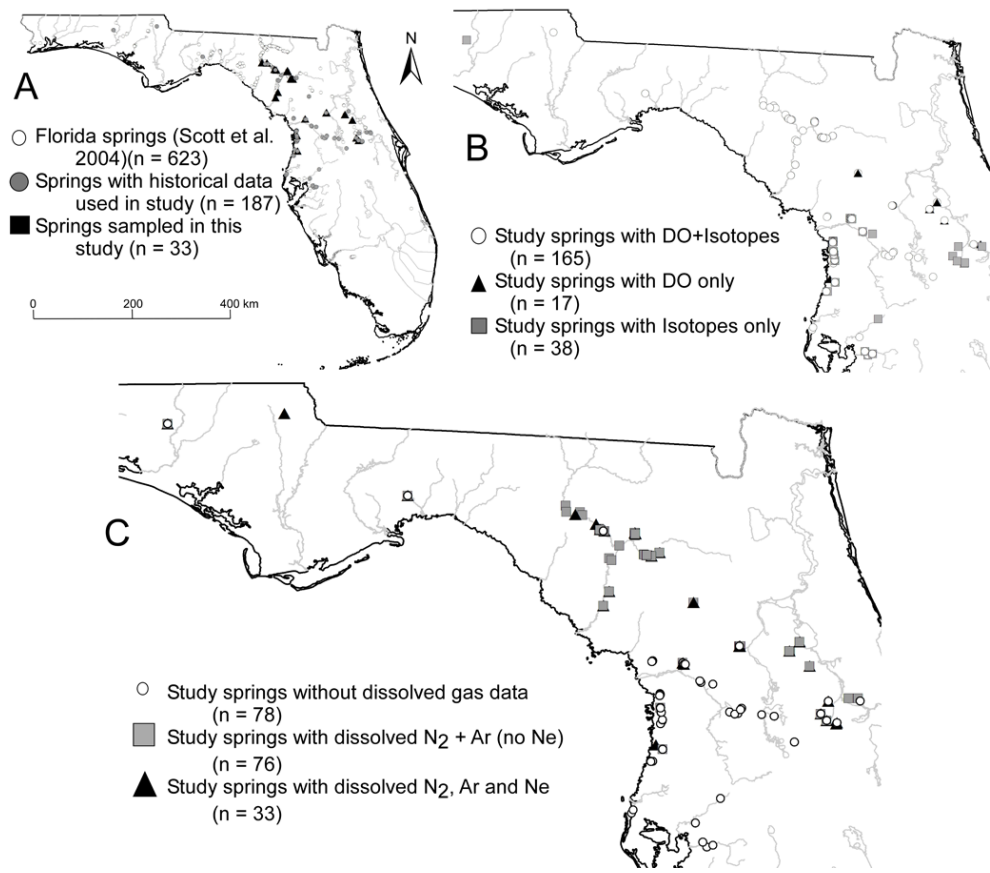 A
N
Florida springs (Scott et al.
2004)(n = 623)
Springs with historical data
used in study (n = 187)
Springs sampled in this
study (n = 33)
0 200 400 km
B
Study springs with DO+Isotopes
(n = 165)
Study springs with DO only
(n = 17)
Study springs with Isotopes only
(n = 38)
C
Study springs without dissolved gas data
(n = 78)
Study springs with dissolved N₂ + Ar (no Ne)
(n = 76)
Study springs with dissolved N₂, Ar and Ne
(n = 33)